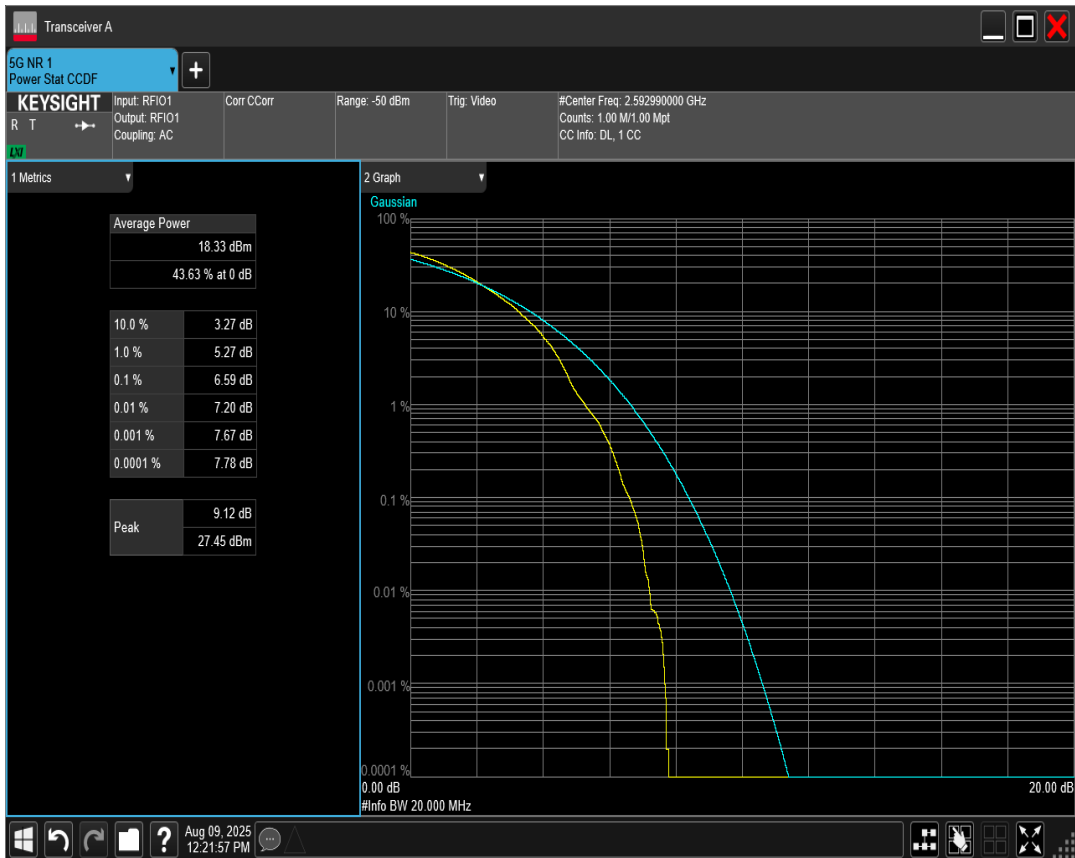 Transceiver A
5G NR 1
Power Stat CCDF
+
KEYSIGHT
R T
LXI
Input: RFIO1
Output: RFIO1
Coupling: AC
Corr CCorr
Range: -50 dBm
Trig: Video
#Center Freq: 2.592990000 GHz
Counts: 1.00 M/1.00 Mpt
CC Info: DL, 1 CC
1 Metrics
Average Power
18.33 dBm
43.63 % at 0 dB
10.0 % 3.27 dB
1.0 % 5.27 dB
0.1 % 6.59 dB
0.01 % 7.20 dB
0.001 % 7.67 dB
0.0001 % 7.78 dB
Peak 9.12 dB
27.45 dBm
2 Graph
Gaussian
100 %
10 %
1 %
0.1 %
0.01 %
0.001 %
0.0001 %
0.00 dB 20.00 dB
#Info BW 20.000 MHz
?
Aug 09, 2025
12:21:57 PM